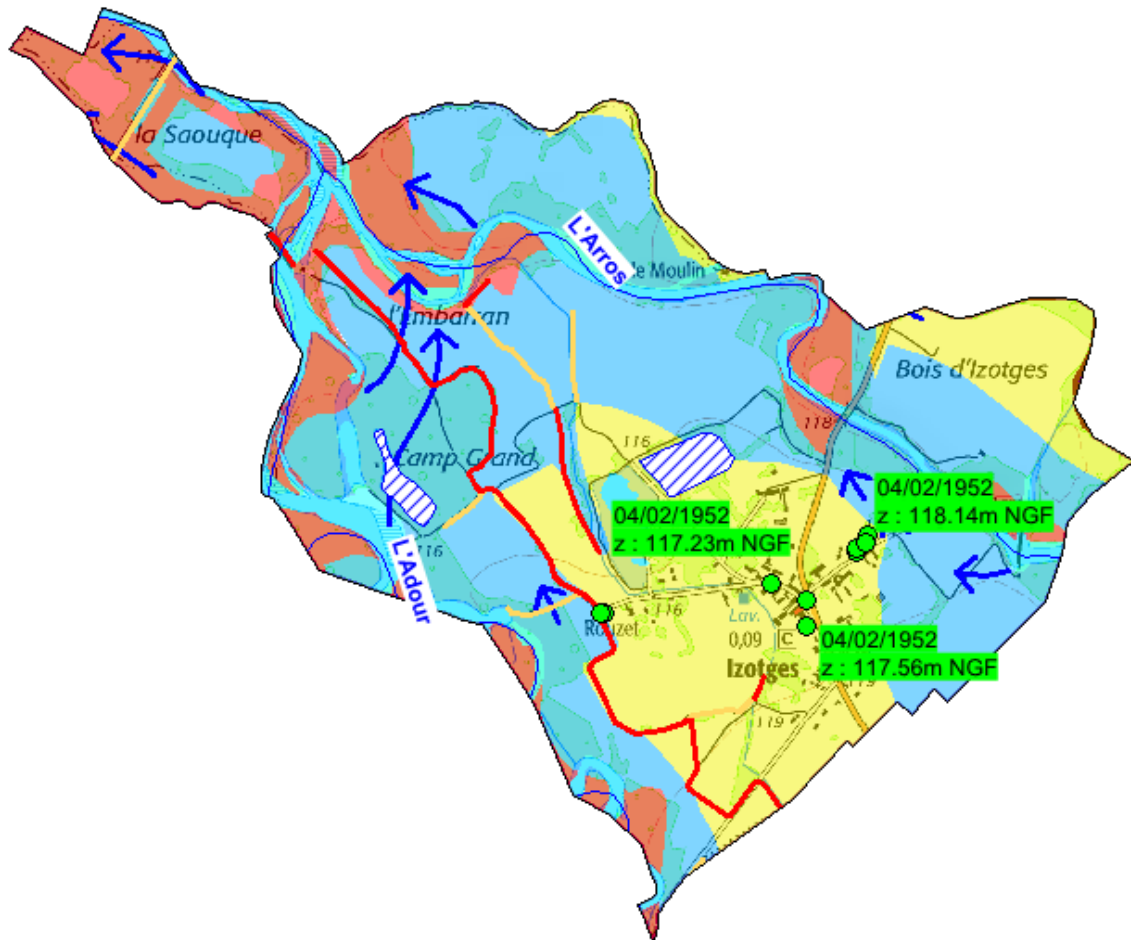 la Saouque
L'Arros
le Moulin
l'Embarran
Bois d'Izotges
118
116
Camp Grand
04/02/1952
z : 118.14m NGF
04/02/1952
z : 117.23m NGF
116
L'Adour
116
Rouzet
Lav.
0,09
C
Izotges
04/02/1952
z : 117.56m NGF
119
119